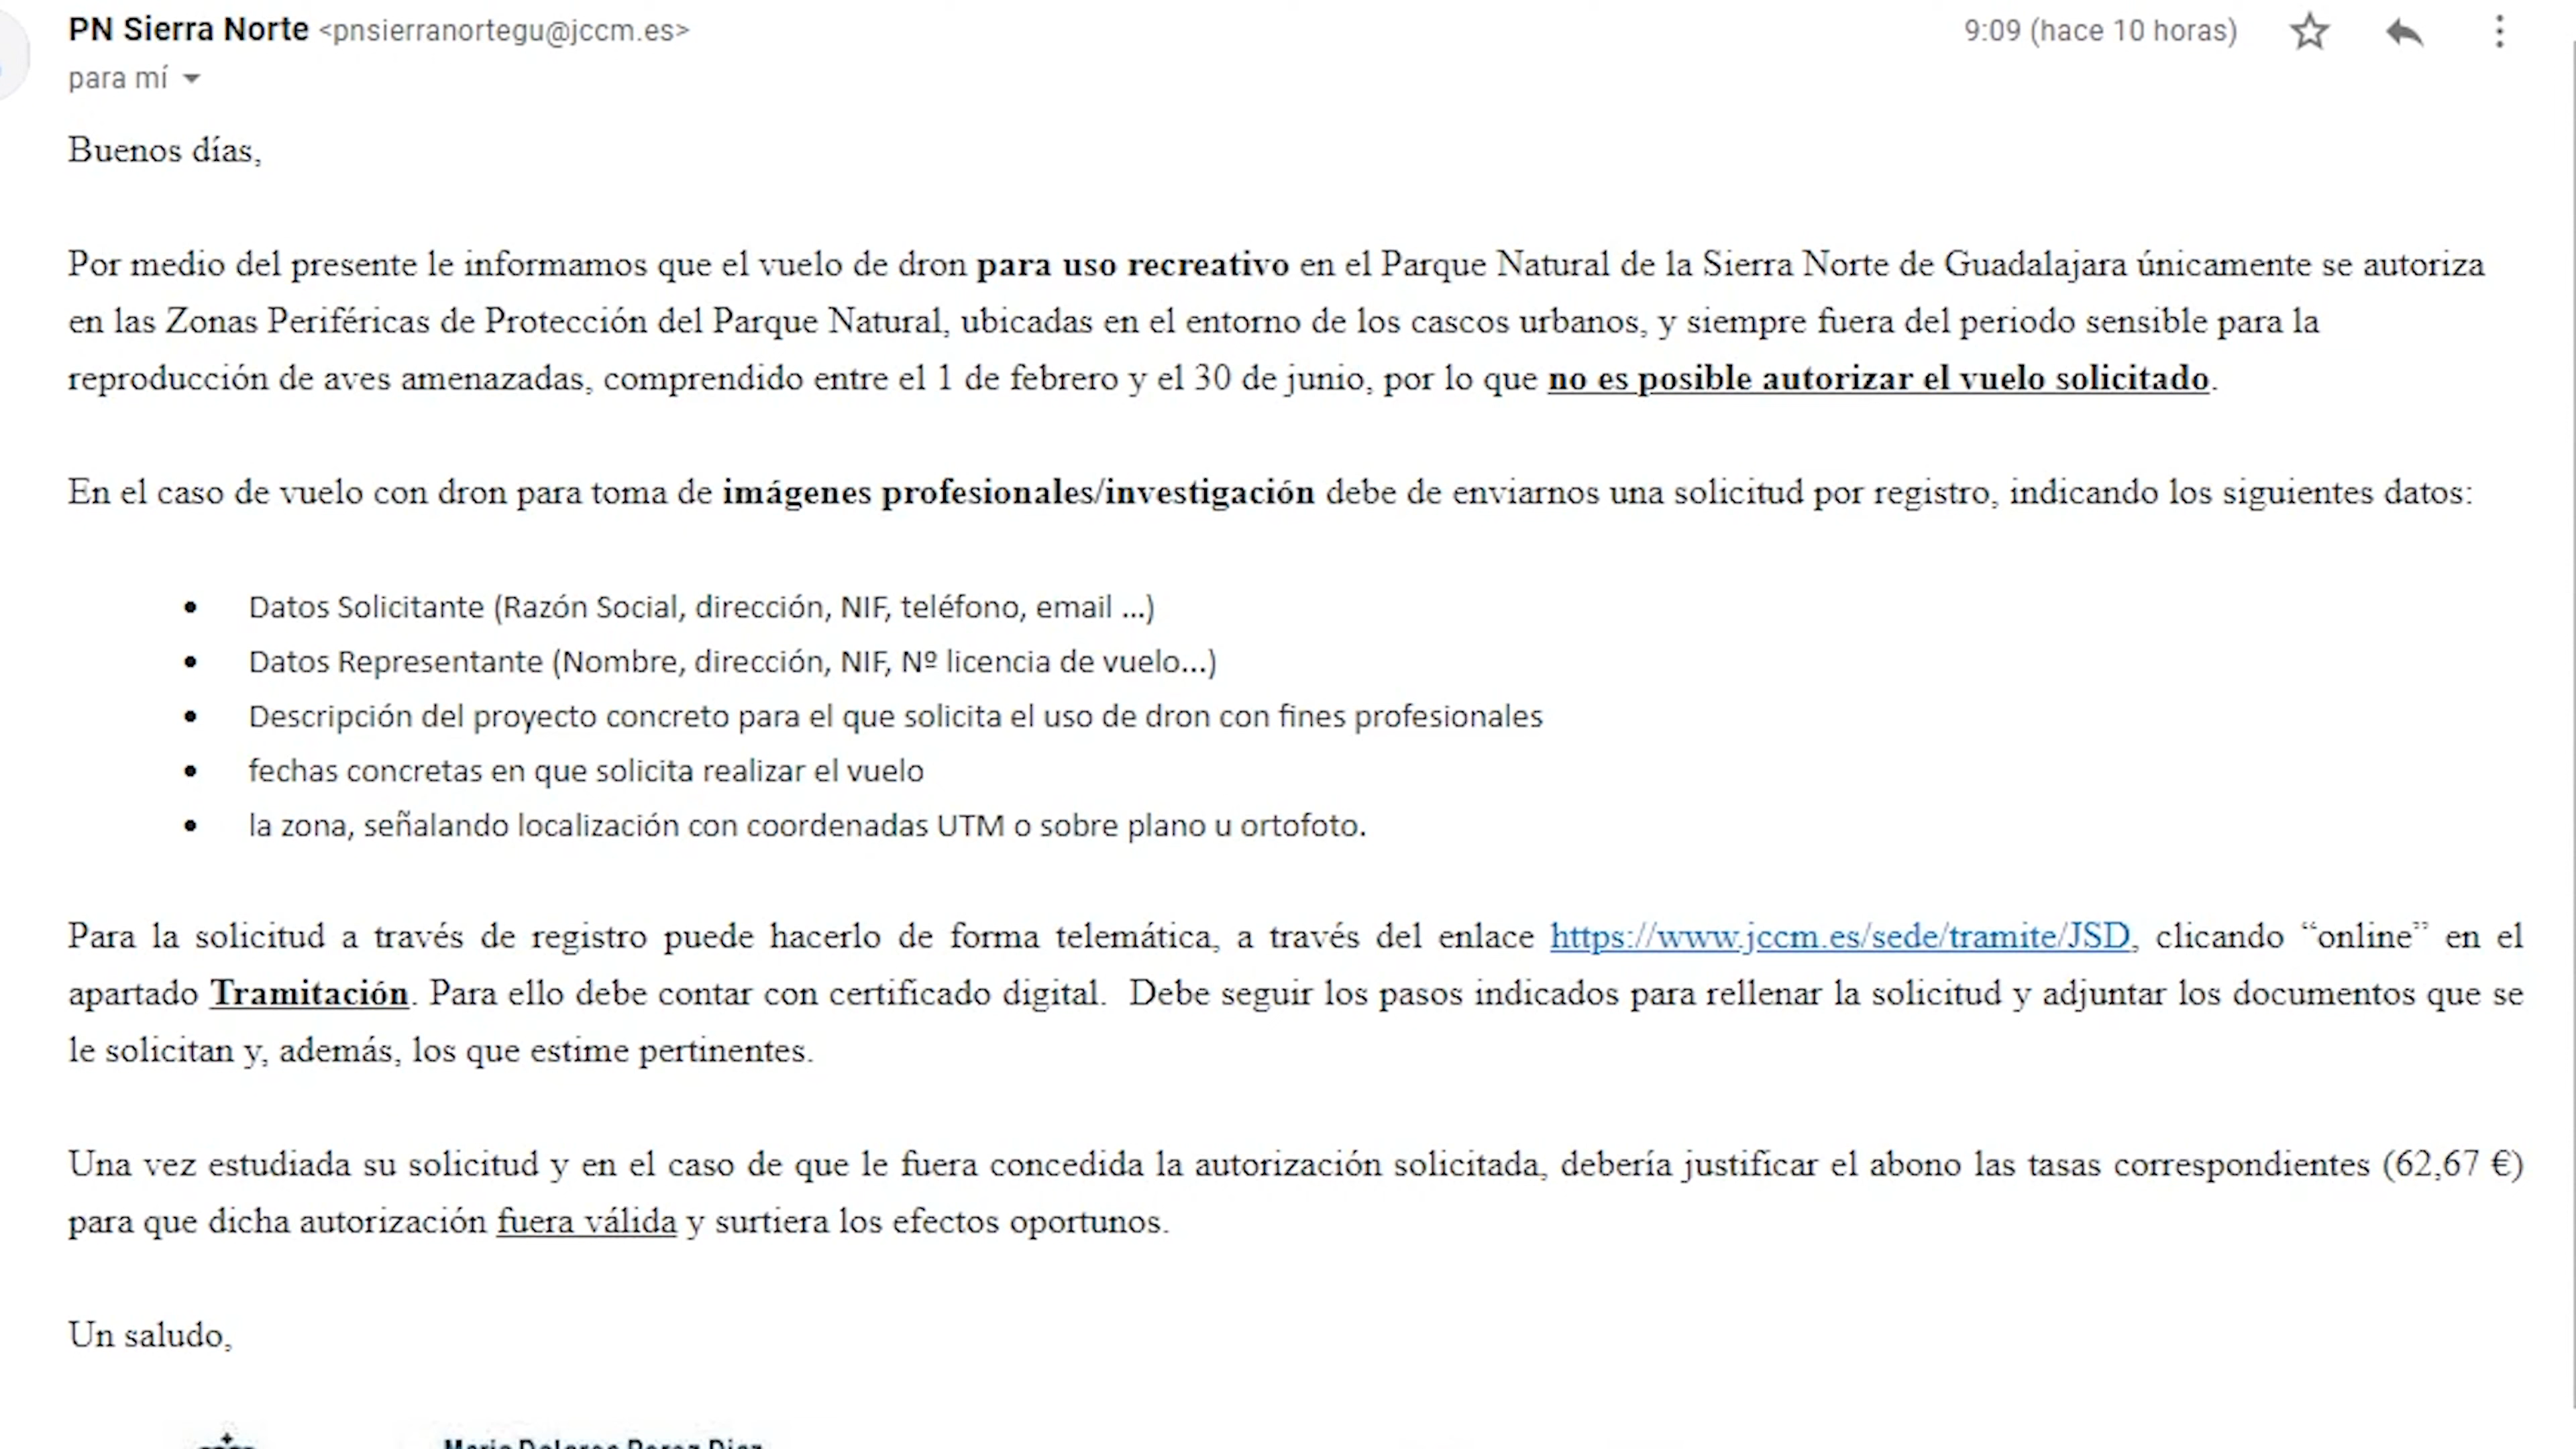 PN Sierra Norte <pnsierranortegu@jccm.es>
9:09 (hace 10 horas)
para mí
Buenos días,
Por medio del presente le informamos que el vuelo de dron para uso recreativo en el Parque Natural de la Sierra Norte de Guadalajara únicamente se autoriza
en las Zonas Periféricas de Protección del Parque Natural, ubicadas en el entorno de los cascos urbanos, y siempre fuera del periodo sensible para la
reproducción de aves amenazadas, comprendido entre el 1 de febrero y el 30 de junio, por lo que no es posible autorizar el vuelo solicitado.
En el caso de vuelo con dron para toma de imágenes profesionales/investigación debe de enviarnos una solicitud por registro, indicando los siguientes datos:
• Datos Solicitante (Razón Social, dirección, NIF, teléfono, email ...)
• Datos Representante (Nombre, dirección, NIF, Nº licencia de vuelo...)
• Descripción del proyecto concreto para el que solicita el uso de dron con fines profesionales
• fechas concretas en que solicita realizar el vuelo
• la zona, señalando localización con coordenadas UTM o sobre plano u ortofoto.
Para la solicitud a través de registro puede hacerlo de forma telemática, a través del enlace https://www.jccm.es/sede/tramite/JSD, clicando “online” en el
apartado Tramitación. Para ello debe contar con certificado digital. Debe seguir los pasos indicados para rellenar la solicitud y adjuntar los documentos que se
le solicitan y, además, los que estime pertinentes.
Una vez estudiada su solicitud y en el caso de que le fuera concedida la autorización solicitada, debería justificar el abono las tasas correspondientes (62,67 €)
para que dicha autorización fuera válida y surtiera los efectos oportunos.
Un saludo,